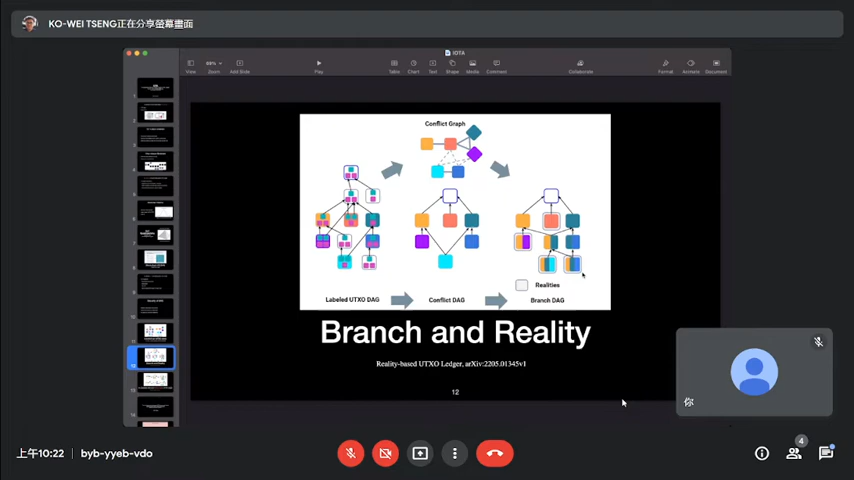 KO-WEI TSENG正在分享螢幕畫面
IOTA
View
Zoom
Add Slide
Play
Table
Chart
Text
Shape
Media
Comment
Collaborate
Format
Animate
Document
Conflict Graph
Realities
Labeled UTXO DAG
Conflict DAG
Branch DAG
Branch and Reality
Reality-based UTXO Ledger, arXiv:2205.01345v1
12
你
上午10:22
byb-yyeb-vdo
4